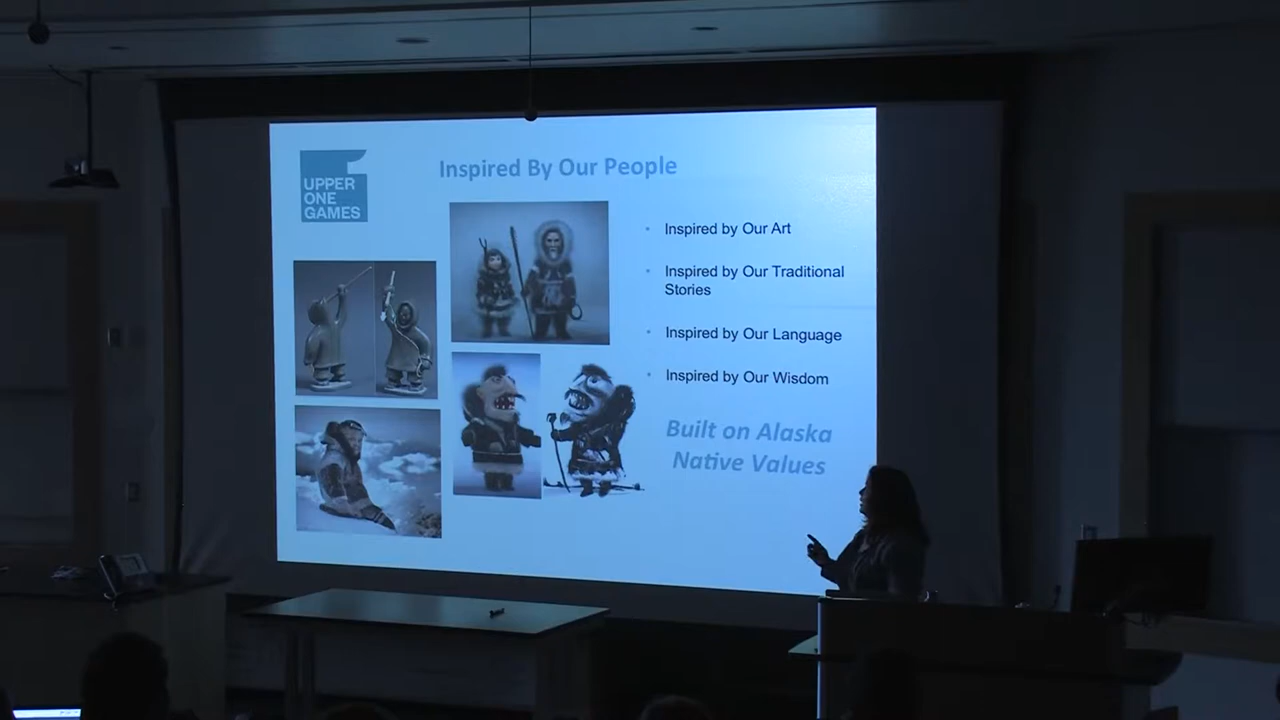 UPPER
ONE
GAMES
Inspired By Our People
Inspired by Our Art
Inspired by Our Traditional
Stories
Inspired by Our Language
Inspired by Our Wisdom
Built on Alaska
Native Values